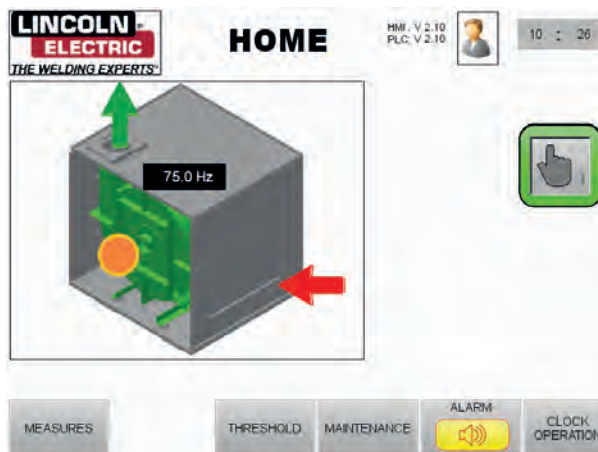 LINCOLN
ELECTRIC
THE WELDING EXPERTS
HOME
HMI: V 2.10
PLC: V 2.10
10 : 26
75.0 Hz
MEASURES
THRESHOLD
MAINTENANCE
ALARM
CLOCK
OPERATION